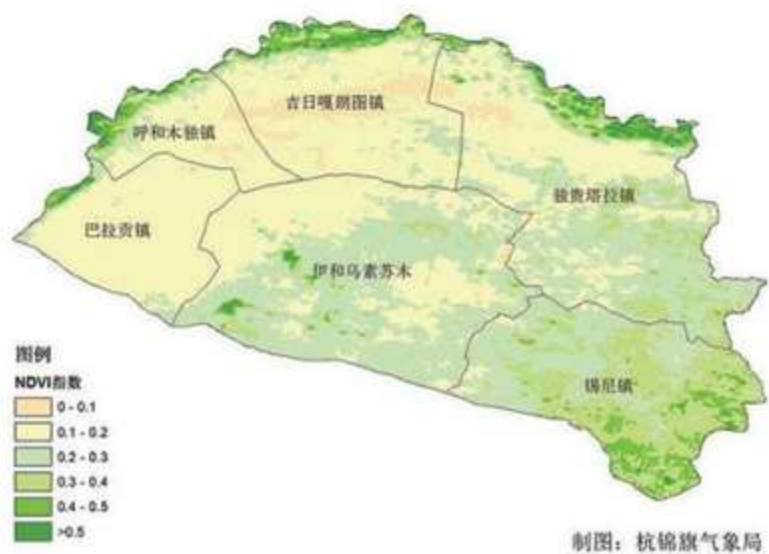 吉日嘎朗图镇
呼和木独镇
独贵塔拉镇
巴拉贡镇
伊和乌素苏木
锡尼镇
图例
NDVI指数
0 - 0.1
0.1 - 0.2
0.2 - 0.3
0.3 - 0.4
0.4 - 0.5
>0.5
制图：杭锦旗气象局